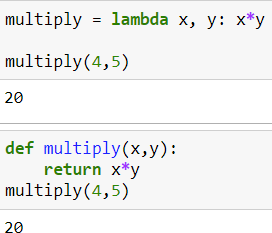 multiply = lambda x, y: x*y
multiply(4,5)
20
def multiply(x,y):
    return x*y
multiply(4,5)
20